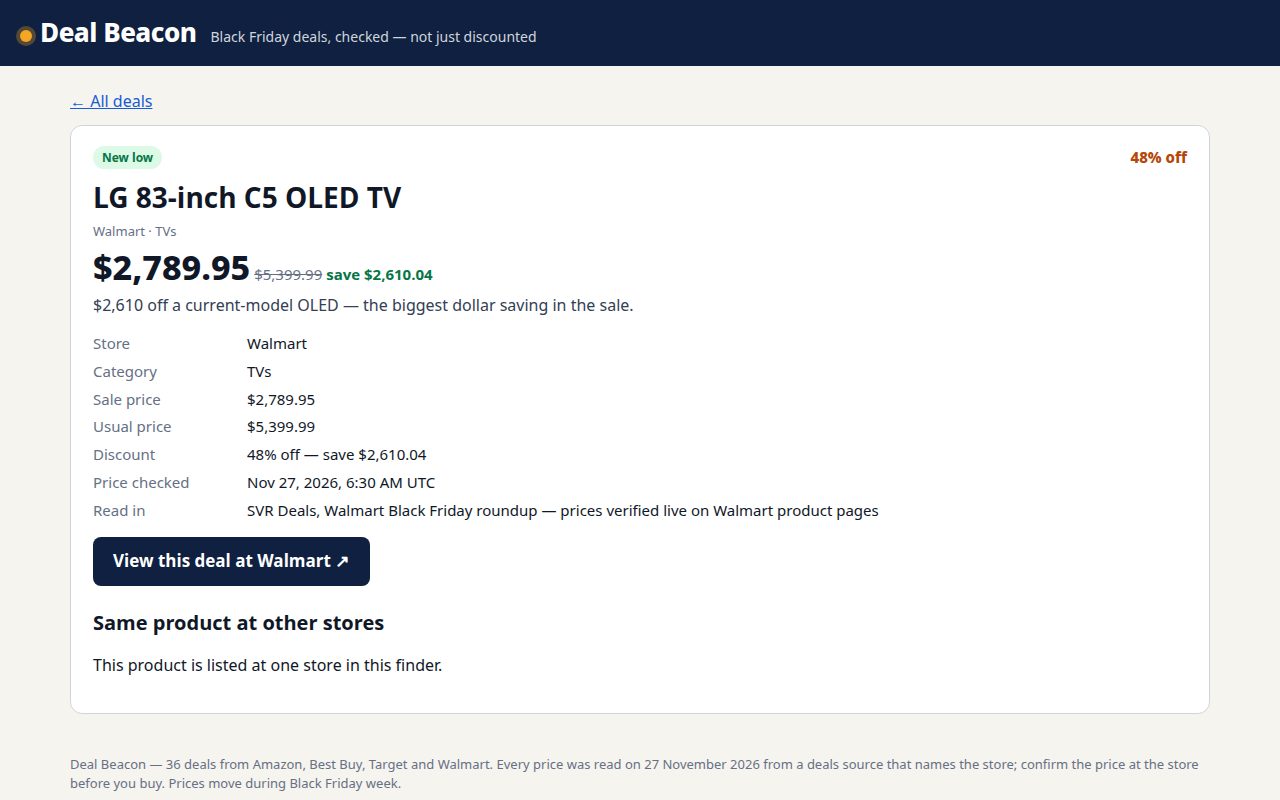 Deal Beacon Black Friday deals, checked — not just discounted
← All deals
New low 48% off
LG 83-inch C5 OLED TV
Walmart · TVs
$2,789.95 $5,399.99 save $2,610.04
$2,610 off a current-model OLED — the biggest dollar saving in the sale.
Store Walmart
Category TVs
Sale price $2,789.95
Usual price $5,399.99
Discount 48% off — save $2,610.04
Price checked Nov 27, 2026, 6:30 AM UTC
Read in SVR Deals, Walmart Black Friday roundup — prices verified live on Walmart product pages
View this deal at Walmart ↗
Same product at other stores
This product is listed at one store in this finder.
Deal Beacon — 36 deals from Amazon, Best Buy, Target and Walmart. Every price was read on 27 November 2026 from a deals source that names the store; confirm the price at the store
before you buy. Prices move during Black Friday week.